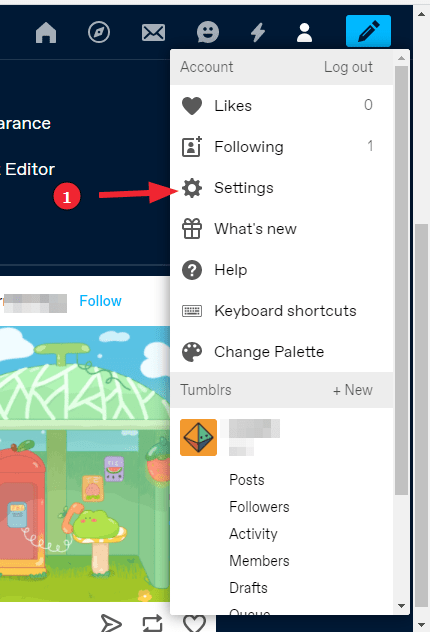 Account Log out
arance
Likes 0
Following 1
t Editor
1 Settings
What's new
Help
Follow
Keyboard shortcuts
Change Palette
Tumblrs + New
Posts
Followers
Activity
Members
Drafts
Queue